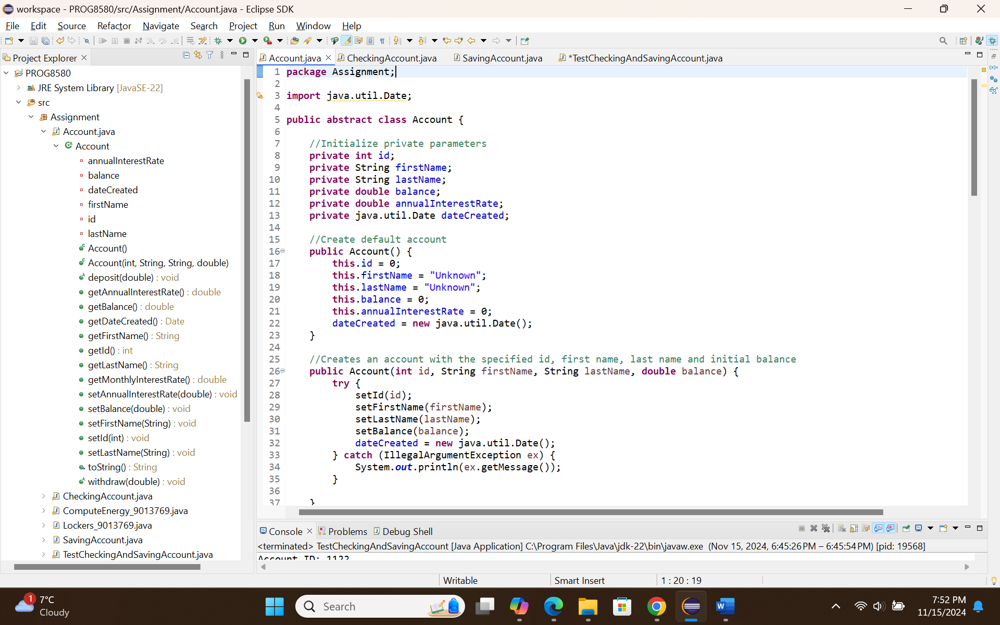 workspace - PROG8580/src/Assignment/Account.java - Eclipse SDK
File Edit Source Refactor Navigate Search Project Run Window Help
Project Explorer
PROG8580
JRE System Library [JavaSE-22]
src
Assignment
Account.java
Account
annualInterestRate
balance
dateCreated
firstName
id
lastName
Account()
Account(int, String, String, double)
deposit(double) : void
getAnnualInterestRate() : double
getBalance() : double
getDateCreated() : Date
getFirstName() : String
getId() : int
getLastName() : String
getMonthlyInterestRate() : double
setAnnualInterestRate(double) : void
setBalance(double) : void
setFirstName(String) : void
setId(int) : void
setLastName(String) : void
toString() : String
withdraw(double) : void
CheckingAccount.java
ComputeEnergy_9013769.java
Lockers_9013769.java
SavingAccount.java
TestCheckingAndSavingAccount.java
Account.java CheckingAccount.java SavingAccount.java *TestCheckingAndSavingAccount.java
1 package Assignment;
2
3 import java.util.Date;
4
5 public abstract class Account {
6
7 //Initialize private parameters
8 private int id;
9 private String firstName;
10 private String lastName;
11 private double balance;
12 private double annualInterestRate;
13 private java.util.Date dateCreated;
14
15 //Create default account
16 public Account() {
17 this.id = 0;
18 this.firstName = "Unknown";
19 this.lastName = "Unknown";
20 this.balance = 0;
21 this.annualInterestRate = 0;
22 dateCreated = new java.util.Date();
23 }
24
25 //Creates an account with the specified id, first name, last name and initial balance
26 public Account(int id, String firstName, String lastName, double balance) {
27 try {
28 setId(id);
29 setFirstName(firstName);
30 setLastName(lastName);
31 setBalance(balance);
32 dateCreated = new java.util.Date();
33 } catch (IllegalArgumentException ex) {
34 System.out.println(ex.getMessage());
35 }
36
37 }
Console Problems Debug Shell
<terminated> TestCheckingAndSavingAccount [Java Application] C:\Program Files\Java\jdk-22\bin\javaw.exe (Nov 15, 2024, 6:45:26 PM – 6:45:54 PM) [pid: 19568]
Account ID: 1122
Writable Smart Insert 1 : 20 : 19
1
7°C
Cloudy
Search
7:52 PM
11/15/2024